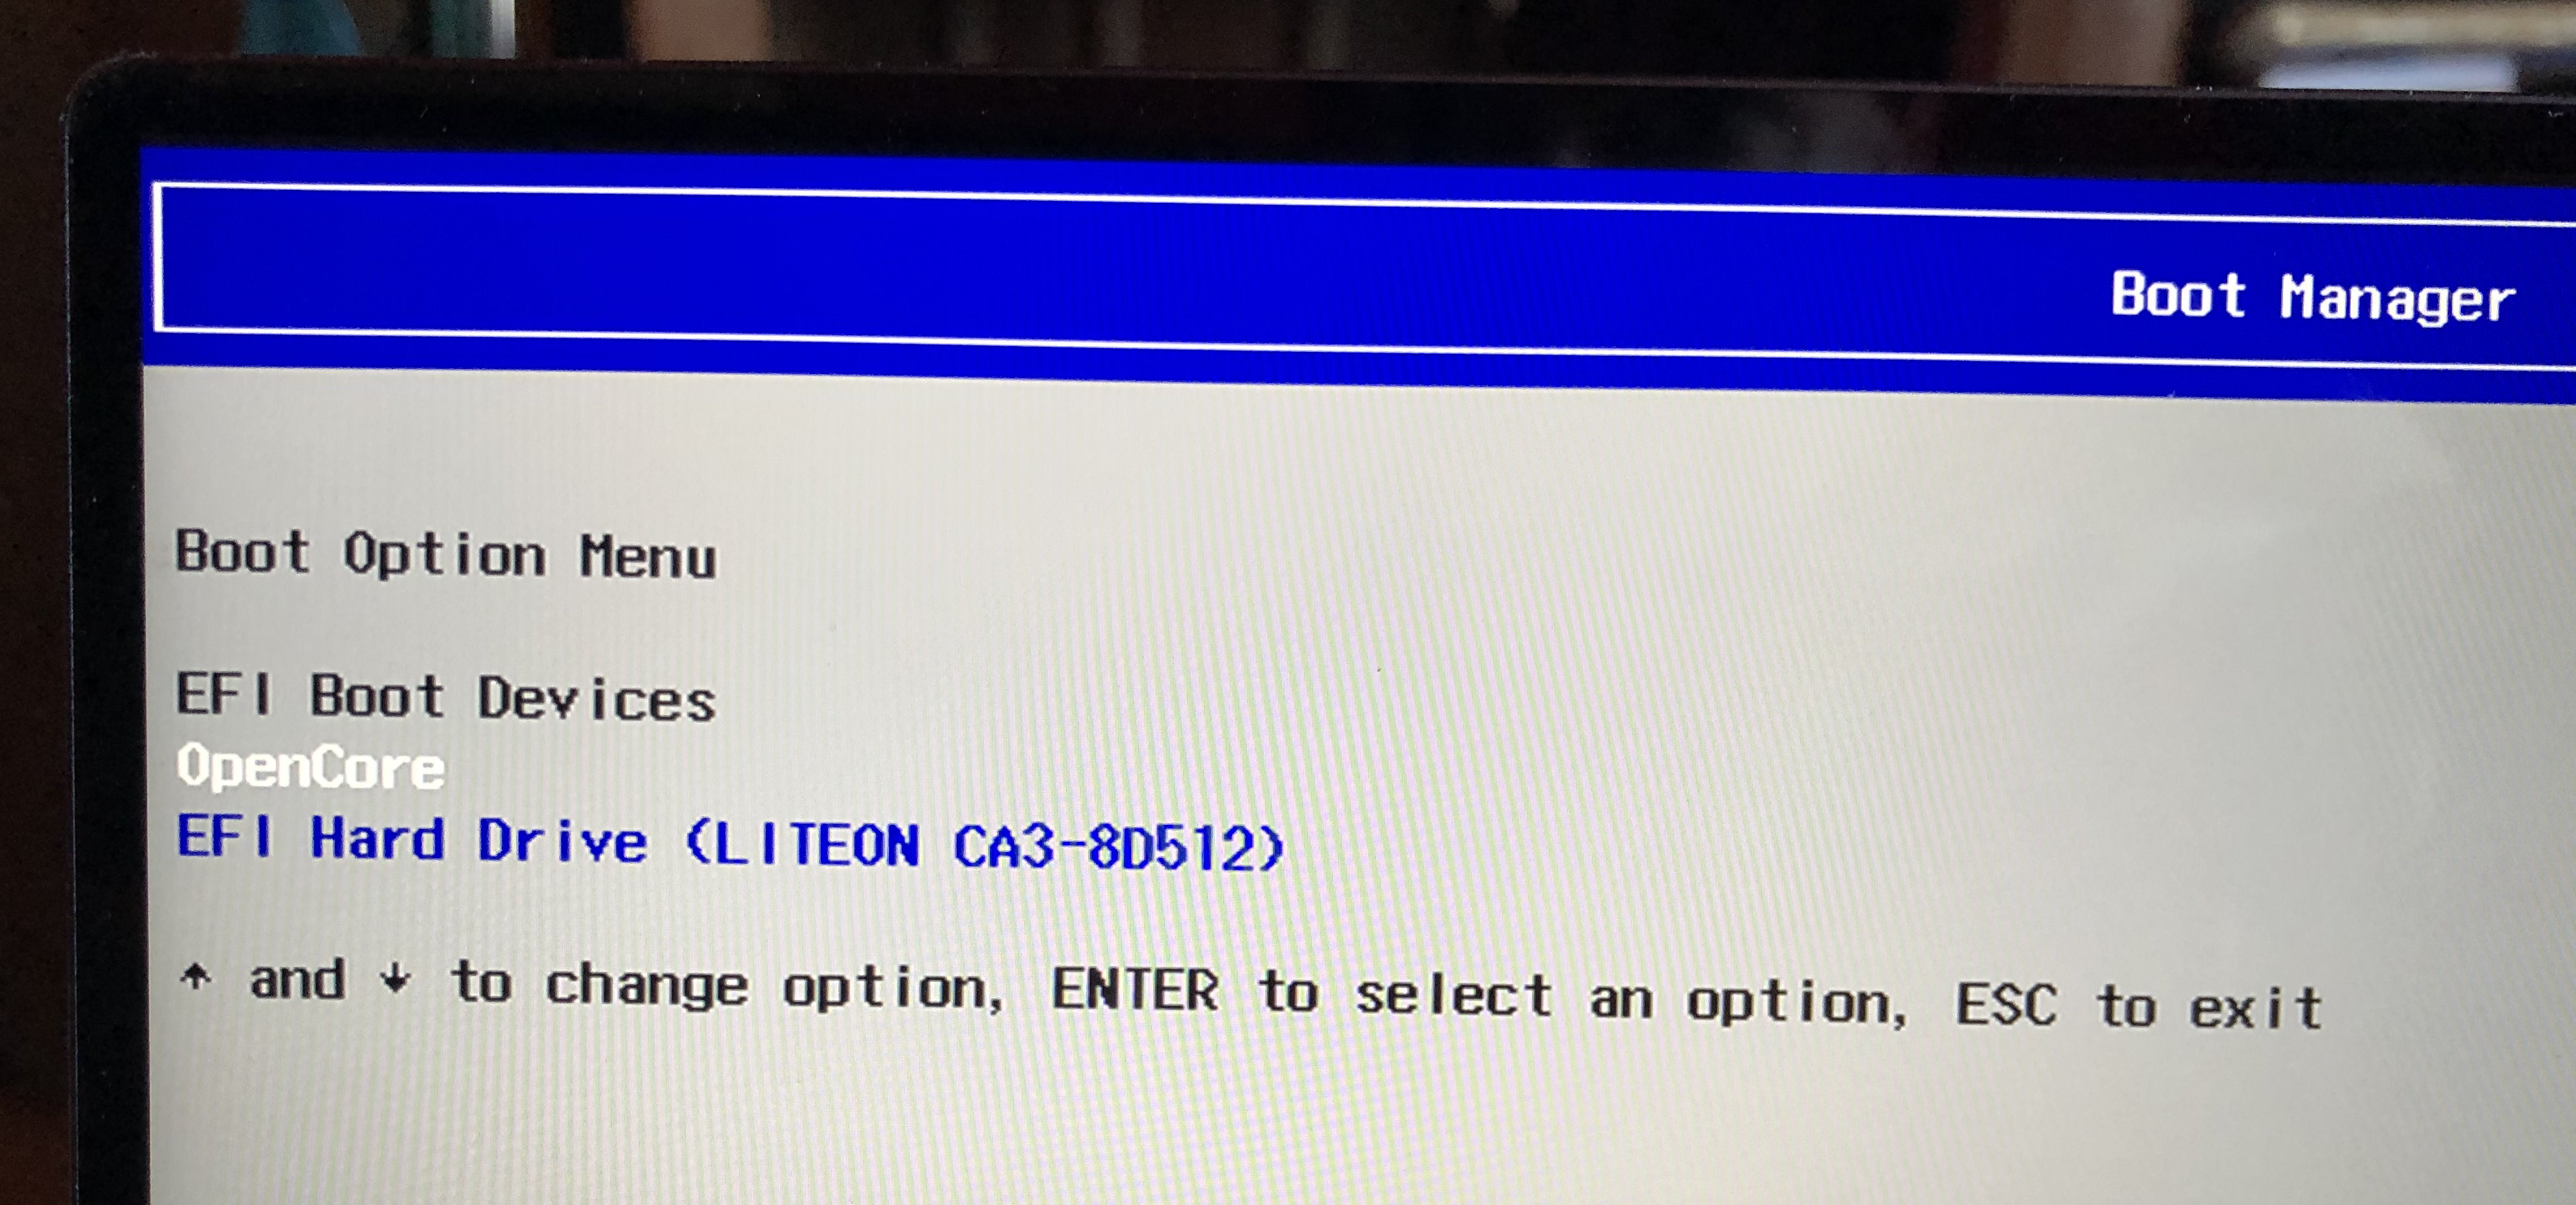 Boot Manager
Boot Option Menu
EFI Boot Devices
OpenCore
EFI Hard Drive (LITEON CA3-8D512)
↑ and ↓ to change option, ENTER to select an option, ESC to exit